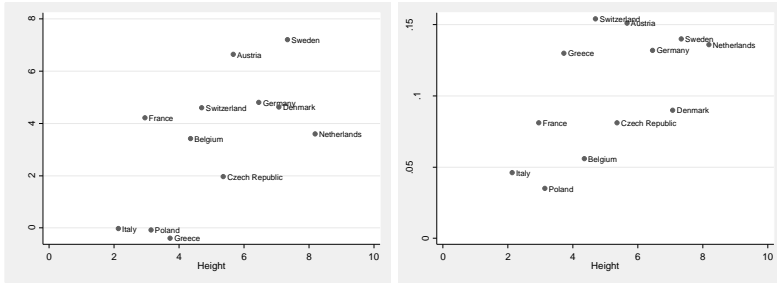 8
6
4
2
0
Sweden
Austria
Germany
Denmark
Switzerland
France
Netherlands
Belgium
Czech Republic
Italy
Poland
Greece
0 2 4 6 8 10
Height
.15
.1
.05
0
Switzerland
Austria
Sweden
Netherlands
Germany
Greece
Denmark
France
Czech Republic
Belgium
Italy
Poland
0 2 4 6 8 10
Height